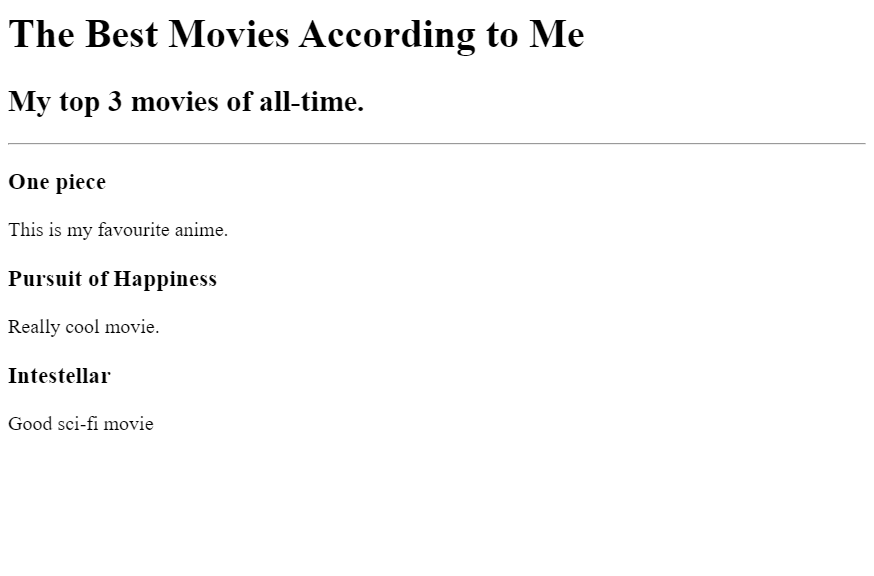 The Best Movies According to Me
My top 3 movies of all-time.
One piece
This is my favourite anime.
Pursuit of Happiness
Really cool movie.
Intestellar
Good sci-fi movie